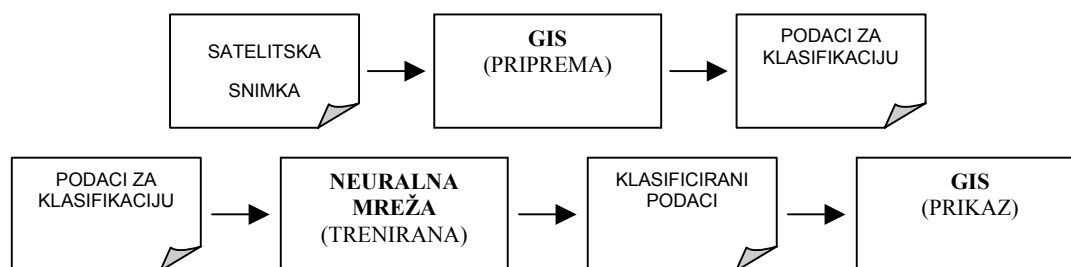 SATELITSKA
SNIMKA
GIS
(PRIPREMA)
PODACI ZA
KLASIFIKACIJU
PODACI ZA
KLASIFIKACIJU
NEURALNA
MREŽA
(TRENIRANA)
KLASIFICIRANI
PODACI
GIS
(PRIKAZ)